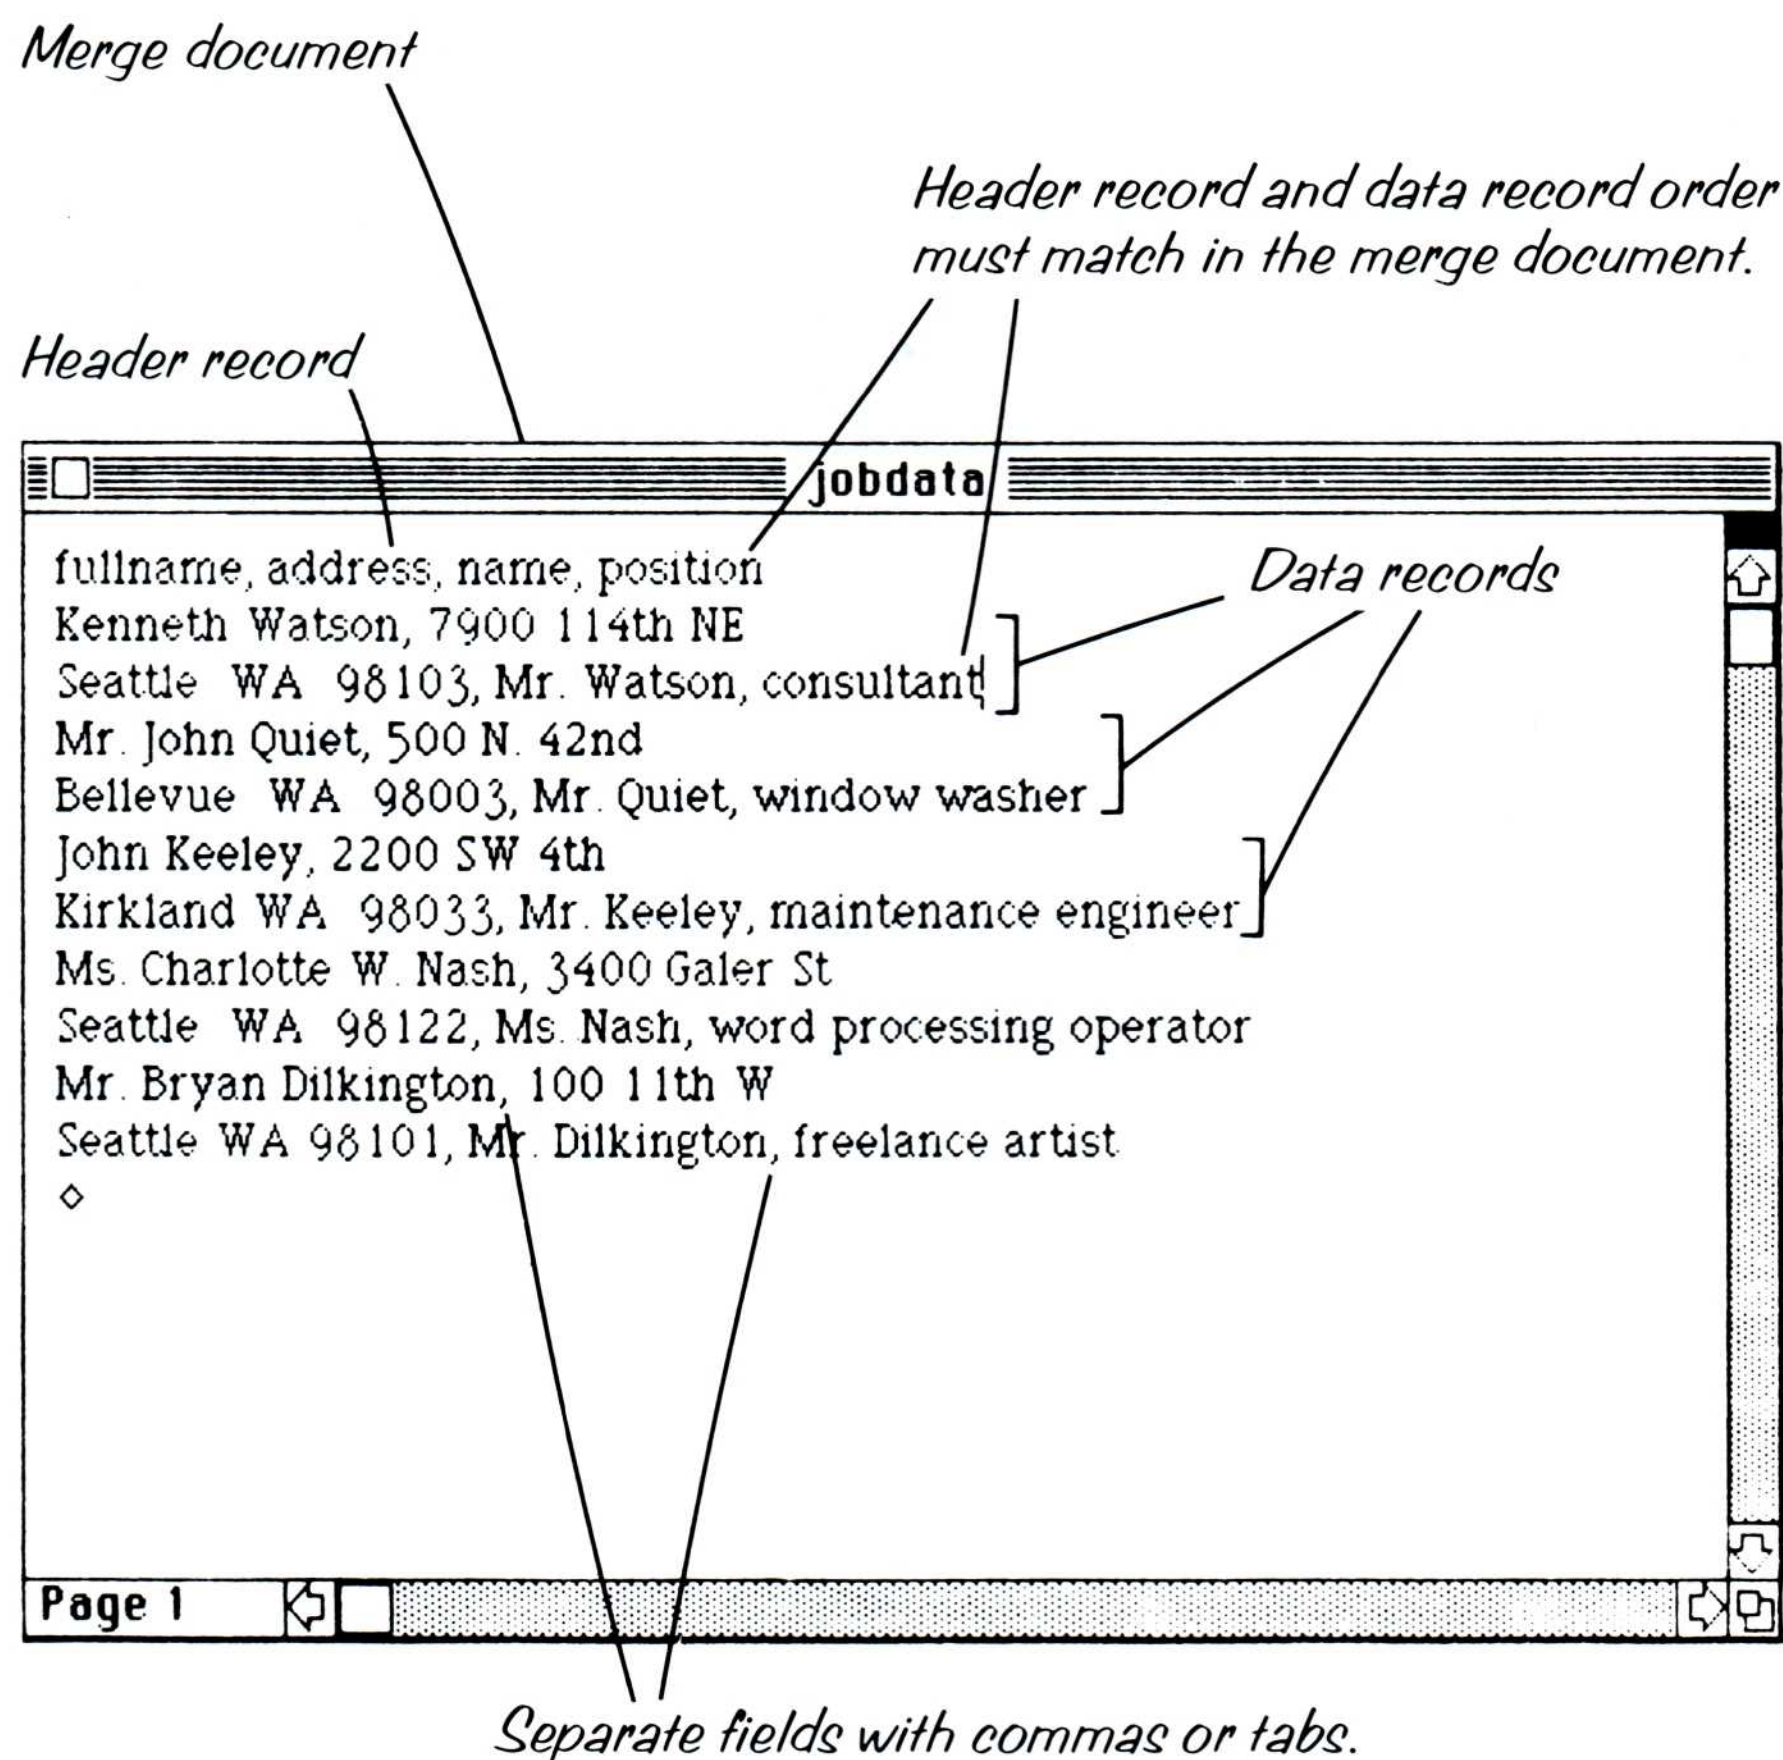 Merge document
Header record and data record order
must match in the merge document.
Header record
jobdata
fullname, address, name, position
Data records
Kenneth Watson, 7900 114th NE
Seattle WA 98103, Mr. Watson, consultant
Mr. John Quiet, 500 N. 42nd
Bellevue WA 98003, Mr. Quiet, window washer
John Keeley, 2200 SW 4th
Kirkland WA 98033, Mr. Keeley, maintenance engineer
Ms. Charlotte W. Nash, 3400 Galer St
Seattle WA 98122, Ms. Nash, word processing operator
Mr. Bryan Dilkington, 100 11th W
Seattle WA 98101, Mr. Dilkington, freelance artist
Page 1
Separate fields with commas or tabs.